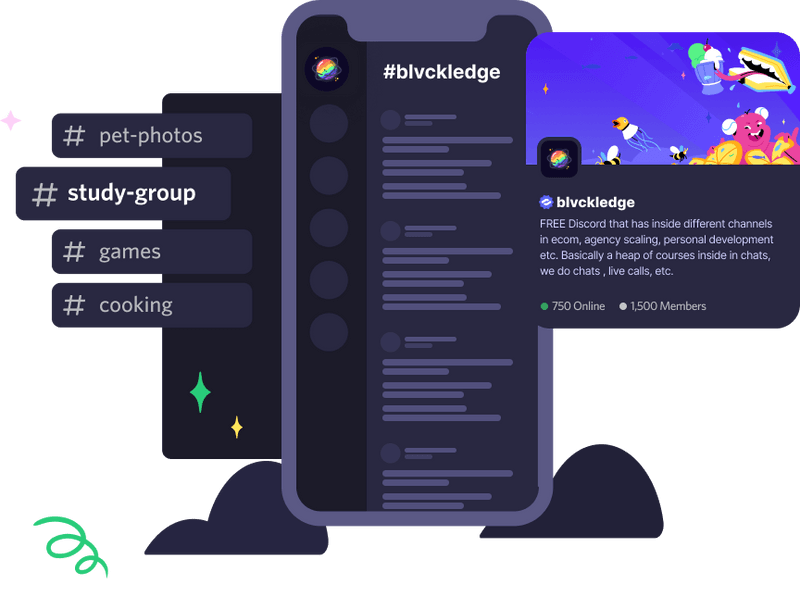 #blvckledge
# pet-photos
# study-group
# games
# cooking
blvckledge
FREE Discord that has inside different channels
in ecom, agency scaling, personal development
etc. Basically a heap of courses inside in chats,
we do chats , live calls, etc.
750 Online 1,500 Members